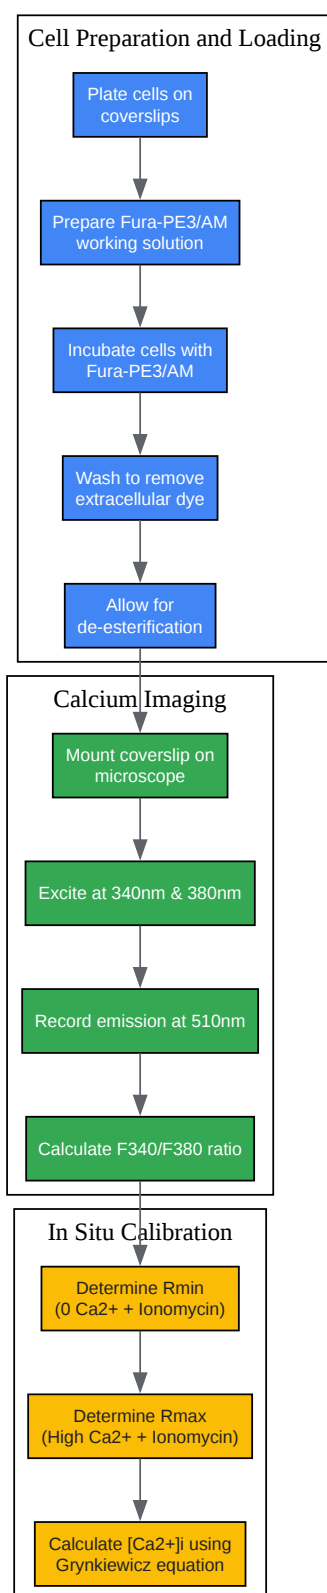 Cell Preparation and Loading
Plate cells on
coverslips
Prepare Fura-PE3/AM
working solution
Incubate cells with
Fura-PE3/AM
Wash to remove
extracellular dye
Allow for
de-esterification
Calcium Imaging
Mount coverslip on
microscope
Excite at 340nm & 380nm
Record emission at 510nm
Calculate F340/F380 ratio
In Situ Calibration
Determine Rmin
(0 Ca2+ + Ionomycin)
Determine Rmax
(High Ca2+ + Ionomycin)
Calculate [Ca2+]i using
Grynkiewicz equation